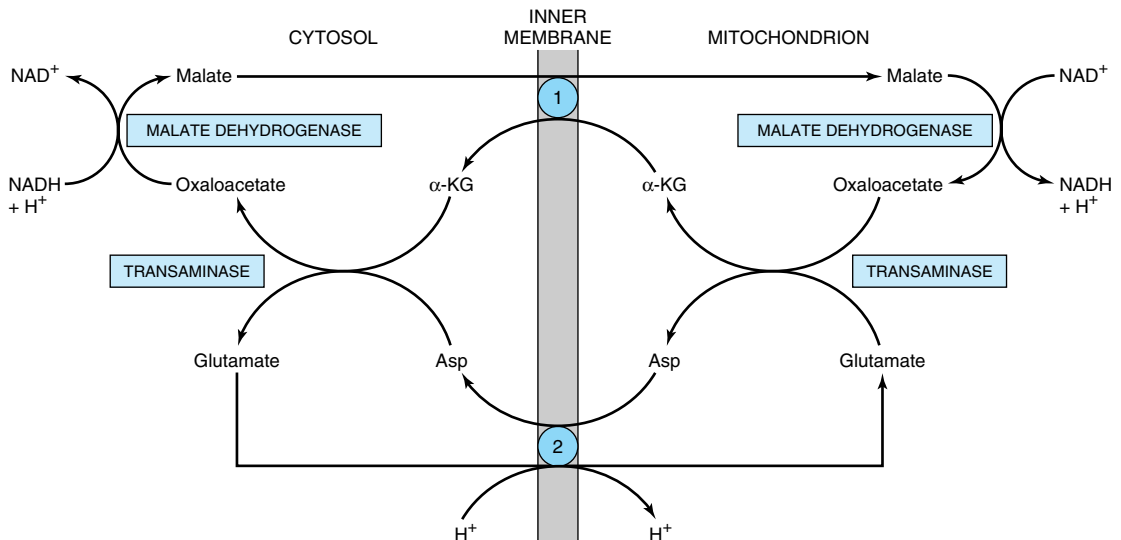 INNER
MEMBRANE
CYTOSOL
MITOCHONDRION
NAD+
Malate
Malate
NAD+
1
MALATE DEHYDROGENASE
MALATE DEHYDROGENASE
NADH
+ H+
Oxaloacetate
α-KG
α-KG
Oxaloacetate
NADH
+ H+
TRANSAMINASE
TRANSAMINASE
Glutamate
Asp
Asp
Glutamate
2
H+
H+